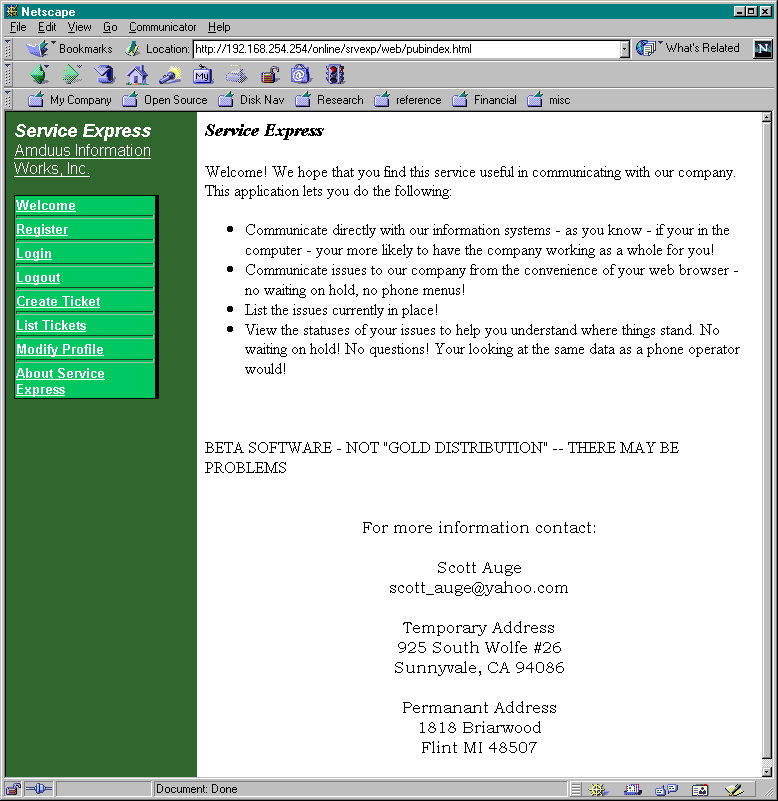 Netscape
File Edit View Go Communicator Help
Bookmarks Location: http://192.168.254.254/online/srvexp/web/pubindex.html What's Related N
My
My Company Open Source Disk Nav Research reference Financial misc
Service Express
Amduus Information
Works, Inc.
Welcome
Register
Login
Logout
Create Ticket
List Tickets
Modify Profile
About Service
Express
Service Express
Welcome! We hope that you find this service useful in communicating with our company.
This application lets you do the following:
• Communicate directly with our information systems - as you know - if your in the
computer - your more likely to have the company working as a whole for you!
• Communicate issues to our company from the convenience of your web browser -
no waiting on hold, no phone menus!
• List the issues currently in place!
• View the statuses of your issues to help you understand where things stand. No
waiting on hold! No questions! Your looking at the same data as a phone operator
would!
BETA SOFTWARE - NOT "GOLD DISTRIBUTION" -- THERE MAY BE
PROBLEMS
For more information contact:
Scott Auge
scott_auge@yahoo.com
Temporary Address
925 South Wolfe #26
Sunnyvale, CA 94086
Permanant Address
1818 Briarwood
Flint MI 48507
Document: Done